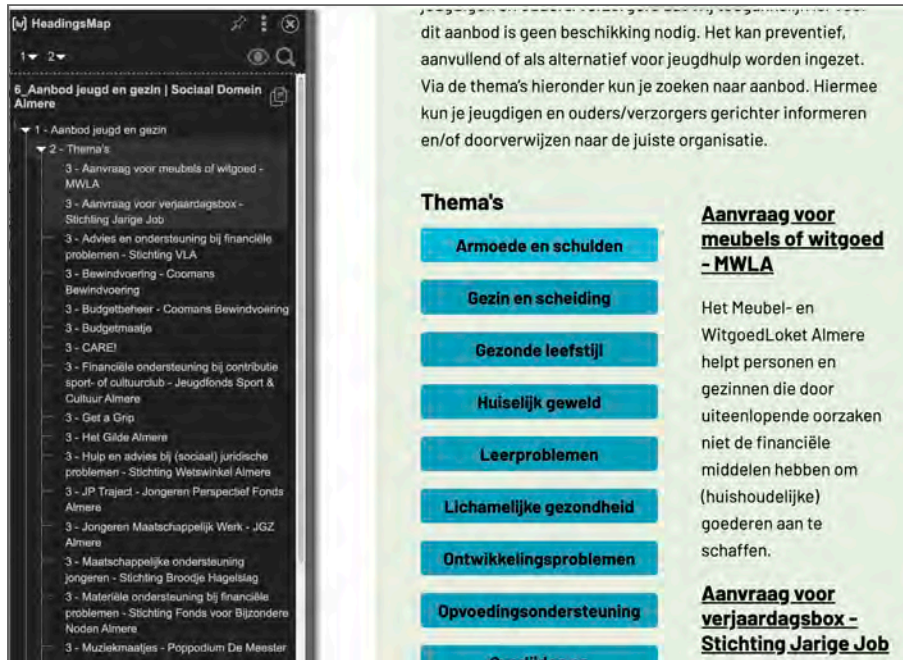 [ы] HeadingsMap
1 2
6_Aanbod jeugd en gezin | Sociaal Domein
Almere
1 - Aanbod jeugd en gezin
2 - Thema's
3 - Aanvraag voor meubels of witgoed -
MWLA
3 - Aanvraag voor verjaardagsbox -
Stichting Jarige Job
3 - Advies en ondersteuning bij financiële
problemen - Stichting VLA
3 - Bewindvoering - Coomans
Bewindvoering
3 - Budgetbeheer - Coomans Bewindvoering
3 - Budgetmaatje
3 - CARE!
3 - Financiële ondersteuning bij contributie
sport- of cultuurclub - Jeugdfonds Sport &
Cultuur Almere
3 - Get a Grip
3 - Het Gilde Almere
3 - Hulp en advies bij (sociaal) juridische
problemen - Stichting Wetswinkel Almere
3 - JP Traject - Jongeren Perspectief Fonds
Almere
3 - Jongeren Maatschappelijk Werk - JGZ
Almere
3 - Maatschappelijke ondersteuning
jongeren - Stichting Broodje Hagelslag
3 - Materiële ondersteuning bij financiële
problemen - Stichting Fonds voor Bijzondere
Noden Almere
3 - Muziekmaatjes - Poppodium De Meester
dit aanbod is geen beschikking nodig. Het kan preventief,
aanvullend of als alternatief voor jeugdhulp worden ingezet.
Via de thema's hieronder kun je zoeken naar aanbod. Hiermee
kun je jeugdigen en ouders/verzorgers gerichter informeren
en/of doorverwijzen naar de juiste organisatie.
Thema's
Armoede en schulden
Gezin en scheiding
Gezonde leefstijl
Huiselijk geweld
Leerproblemen
Lichamelijke gezondheid
Ontwikkelingsproblemen
Opvoedingsondersteuning
Aanvraag voor
meubels of witgoed
- MWLA
Het Meubel- en
WitgoedLoket Almere
helpt personen en
gezinnen die door
uiteenlopende oorzaken
niet de financiële
middelen hebben om
(huishoudelijke)
goederen aan te
schaffen.
Aanvraag voor
verjaardagsbox -
Stichting Jarige Job